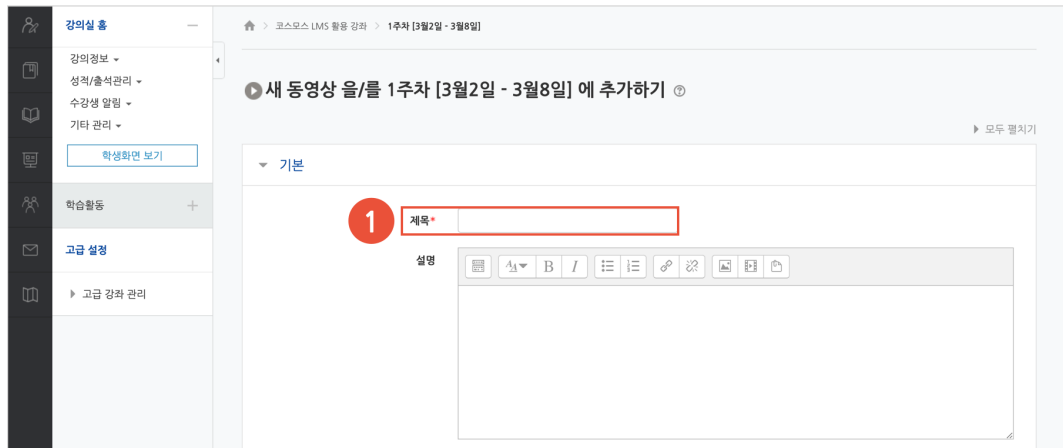 강의실 홈
코스모스 LMS 활용 강좌 > 1주차 [3월2일 - 3월8일]
강의정보
성적/출석관리
수강생 알림
기타 관리
학생화면 보기
학습활동
고급 설정
고급 강좌 관리
새 동영상 을/를 1주차 [3월2일 - 3월8일] 에 추가하기
모두 펼치기
기본
1 제목*
설명
B I